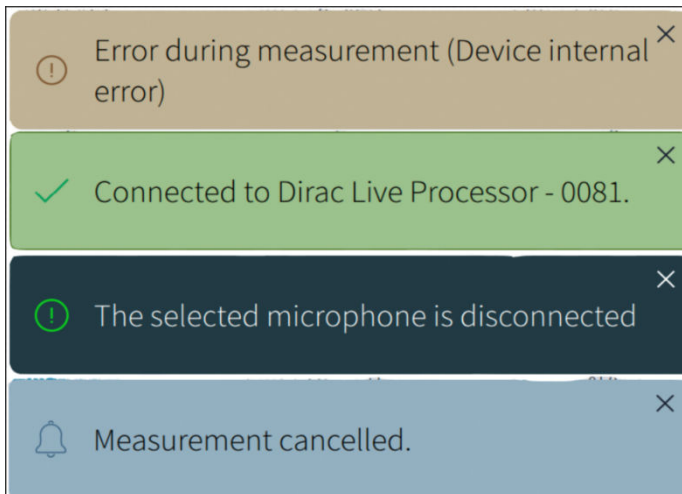 Error during measurement (Device internal
error)
Connected to Dirac Live Processor - 0081.
The selected microphone is disconnected
Measurement cancelled.